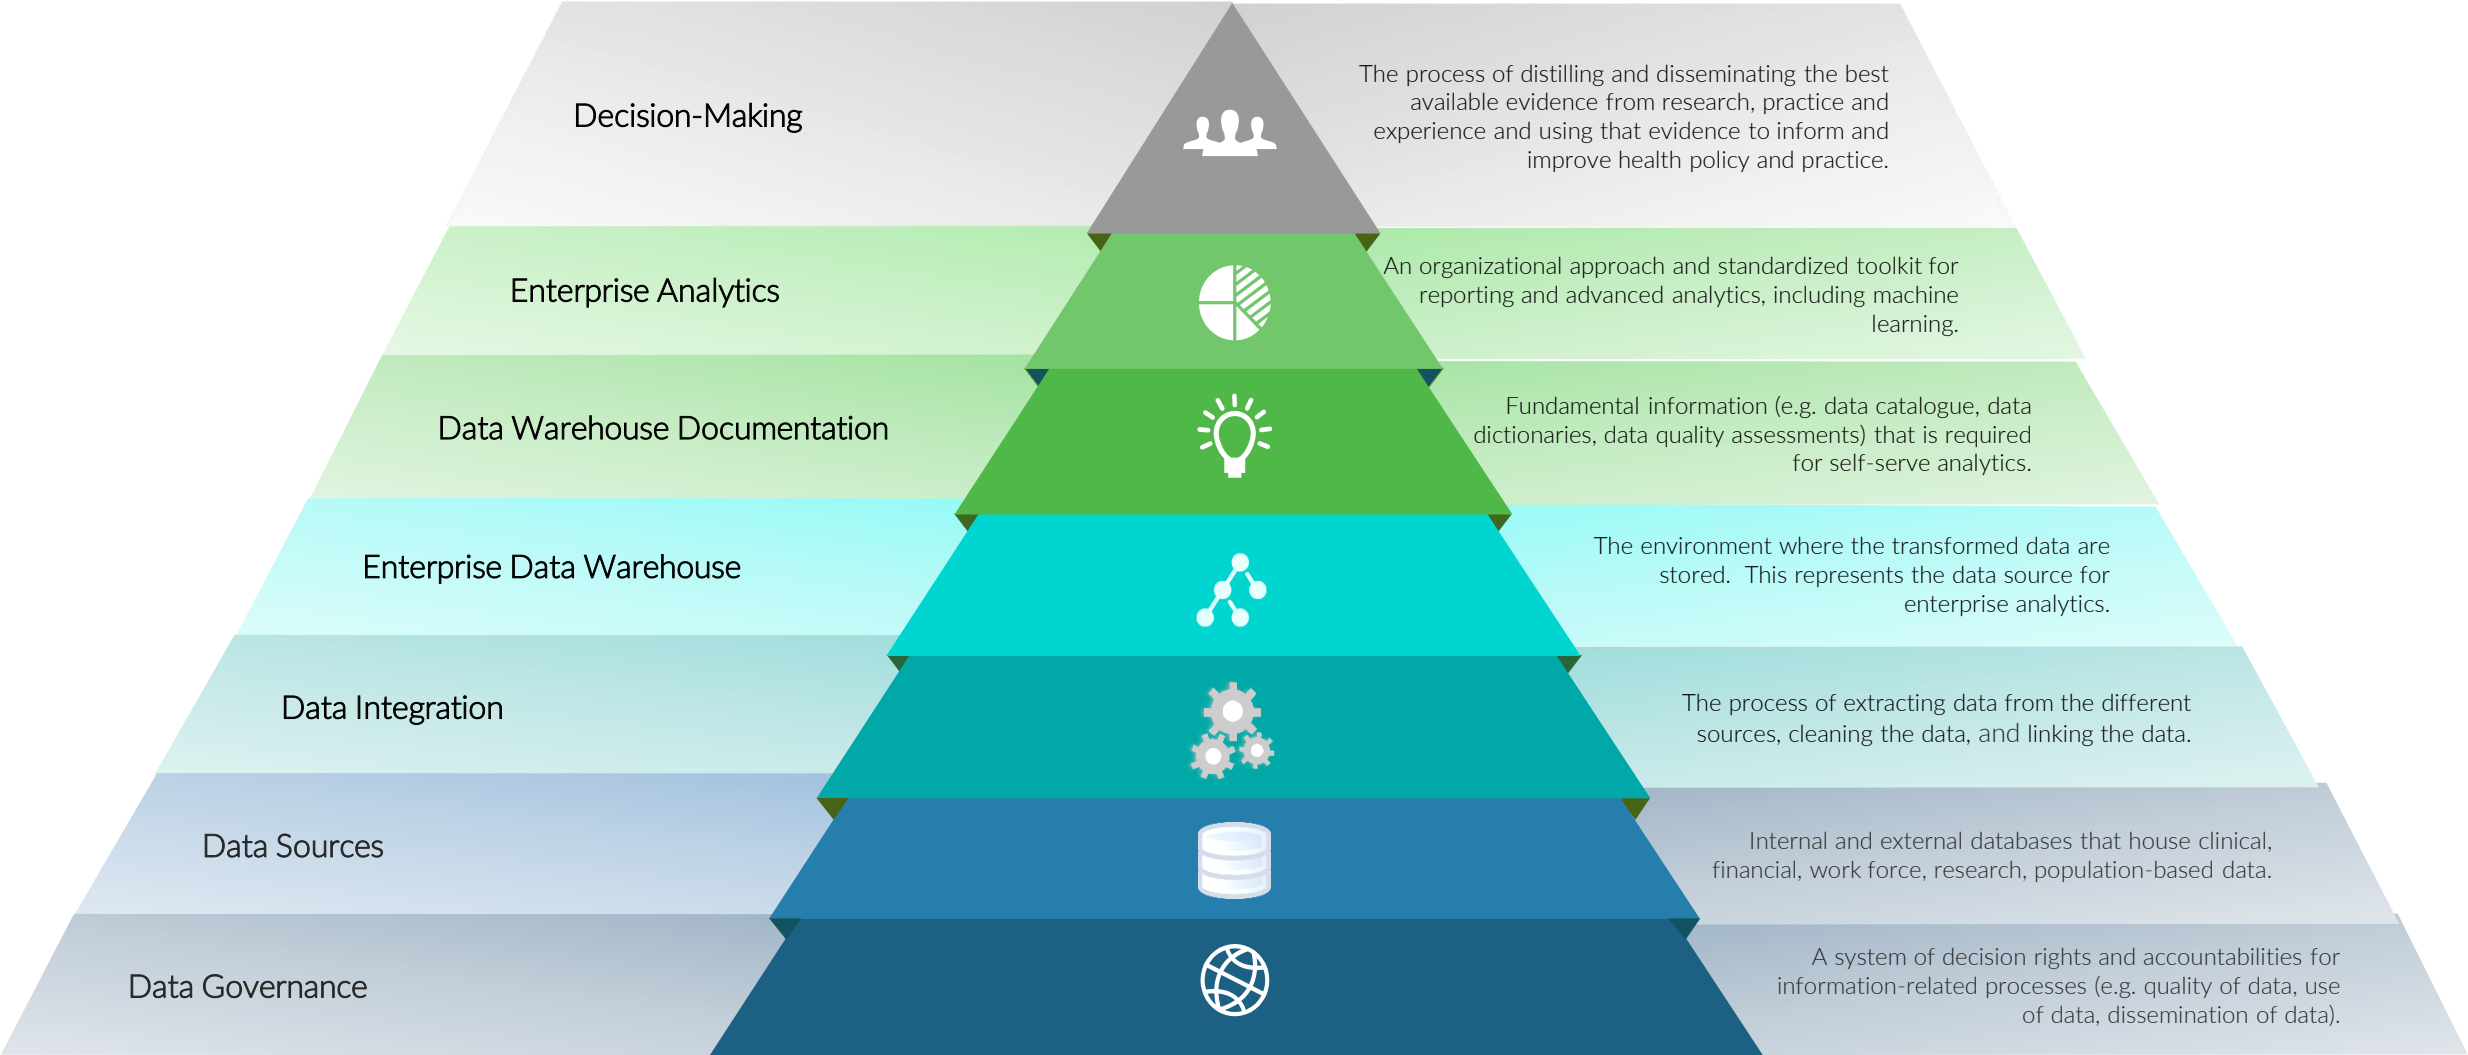 Decision-Making
The process of distilling and disseminating the best
available evidence from research, practice and
experience and using that evidence to inform and
improve health policy and practice.
Enterprise Analytics
An organizational approach and standardized toolkit for
reporting and advanced analytics, including machine
learning.
Data Warehouse Documentation
Fundamental information (e.g. data catalogue, data
dictionaries, data quality assessments) that is required
for self-serve analytics.
Enterprise Data Warehouse
The environment where the transformed data are
stored.  This represents the data source for
enterprise analytics.
Data Integration
The process of extracting data from the different
sources, cleaning the data, and linking the data.
Data Sources
Internal and external databases that house clinical,
financial, work force, research, population-based data.
Data Governance
A system of decision rights and accountabilities for
information-related processes (e.g. quality of data, use
of data, dissemination of data).